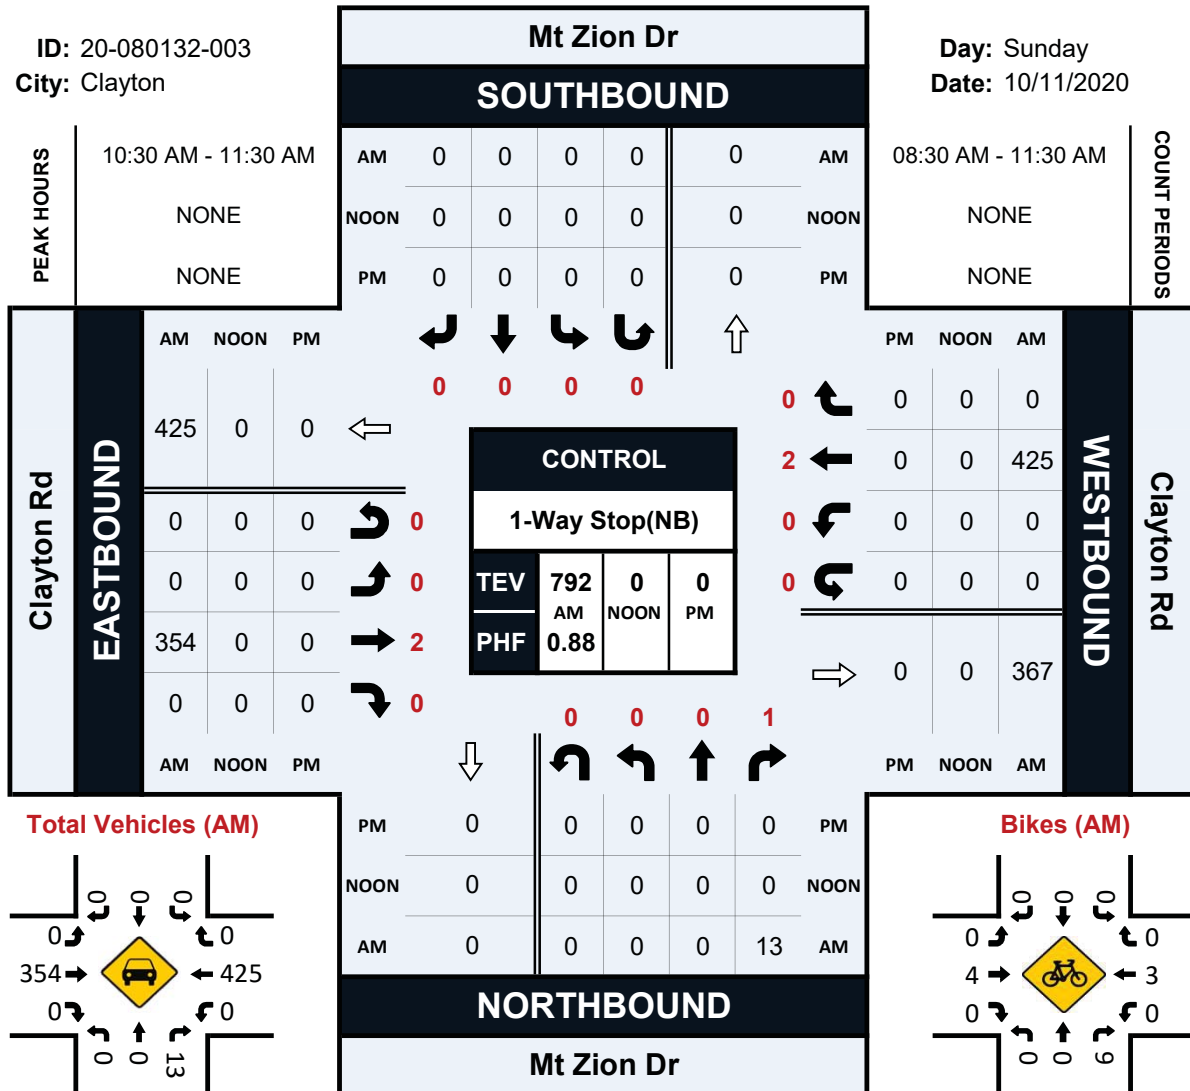 ID: 20-080132-003
City: Clayton
Mt Zion Dr
SOUTHBOUND
Day: Sunday
Date: 10/11/2020
PEAK HOURS
10:30 AM - 11:30 AM
NONE
NONE
AM 0 0 0 0 0 AM
NOON 0 0 0 0 0 NOON
PM 0 0 0 0 0 PM
08:30 AM - 11:30 AM
NONE
NONE
COUNT PERIODS
0 0 0 0
Clayton Rd
EASTBOUND
AM NOON PM
425 0 0
0 0 0 0
0 0 0 0
354 0 0 2
0 0 0 0
AM NOON PM
CONTROL
1-Way Stop(NB)
TEV 792 0 0
AM NOON PM
PHF 0.88
PM NOON AM
0 0 0 0
2 0 0 425
0 0 0 0
0 0 0 0
0 0 367
PM NOON AM
WESTBOUND
Clayton Rd
0 0 0 1
PM 0 0 0 0 0 PM
NOON 0 0 0 0 0 NOON
AM 0 0 0 0 13 AM
NORTHBOUND
Mt Zion Dr
Total Vehicles (AM)
0 0 0
0 0
354 425
0 0
0 0 13
Bikes (AM)
0 0 0
0 0
4 3
0 0
0 0 9